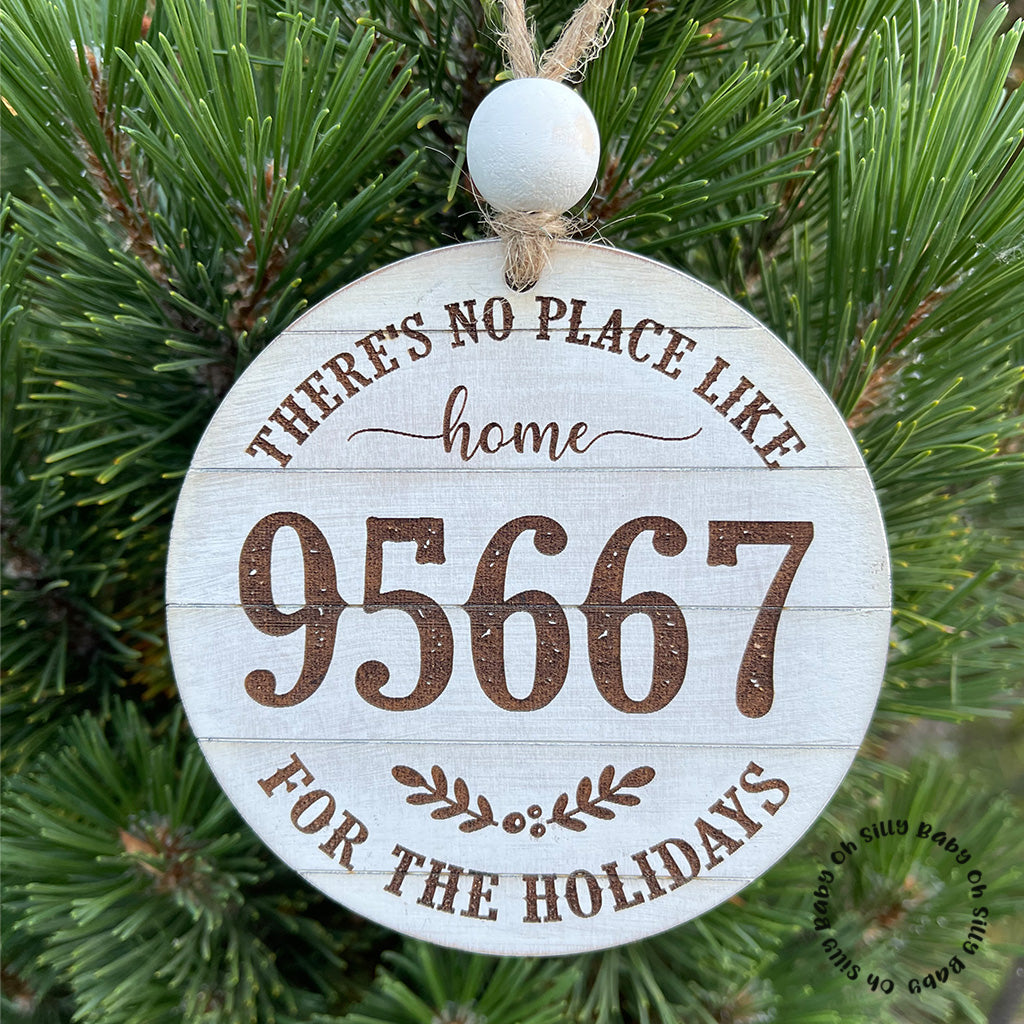 THERE'S NO PLACE LIKE
home
95667
FOR THE HOLIDAYS
Oh Silly Baby Oh Silly Baby Oh Silly Baby